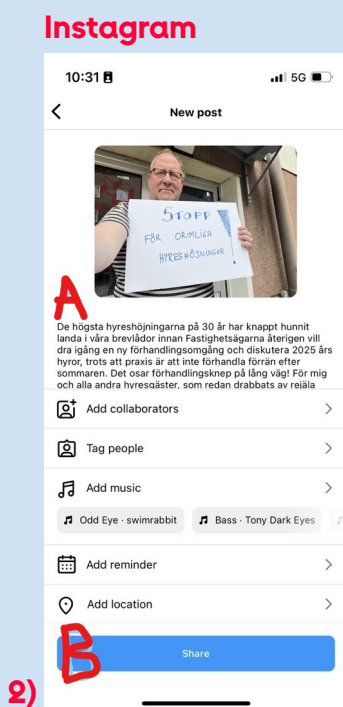 Instagram
10:31
5G
New post
STOPP
FÖR ORIMLIGA
HYRESHÖJNINGAR
A
De högsta hyreshöjningarna på 30 år har knappt hunnit
landa i våra brevlådor innan Fastighetsägarna återigen vill
dra igång en ny förhandlingsomgång och diskutera 2025 års
hyror, trots att praxis är att inte förhandla förrän efter
sommaren. Det osar förhandlingsknep på lång väg! För mig
och alla andra hyresgäster, som redan drabbats av rejäla
Add collaborators
Tag people
Add music
Odd Eye · swimrabbit
Bass · Tony Dark Eyes
Add reminder
Add location
B
Share
2)